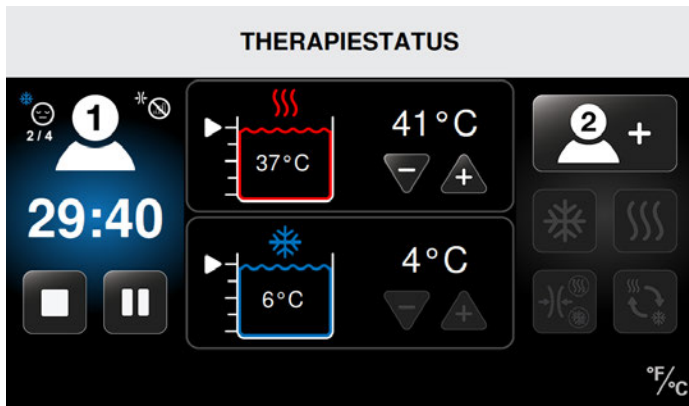 THERAPIESTATUS
1
2/4
29:40
37°C
41°C
6°C
4°C
2
+
°F/°C